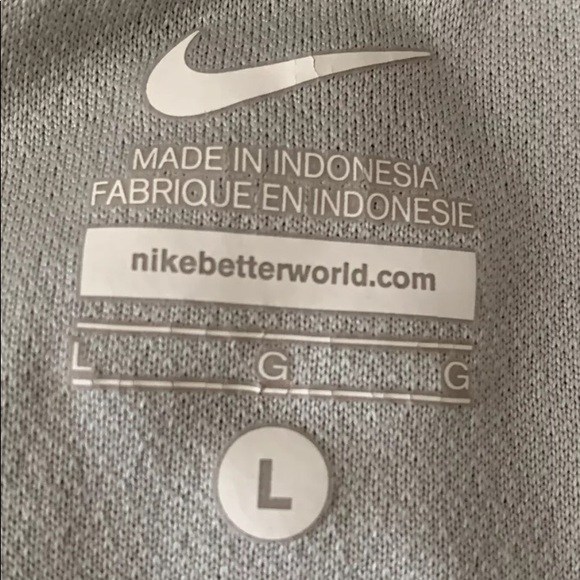 MADE IN INDONESIA
FABRIQUE EN INDONESIE
nikebetterworld.com
L G G
L